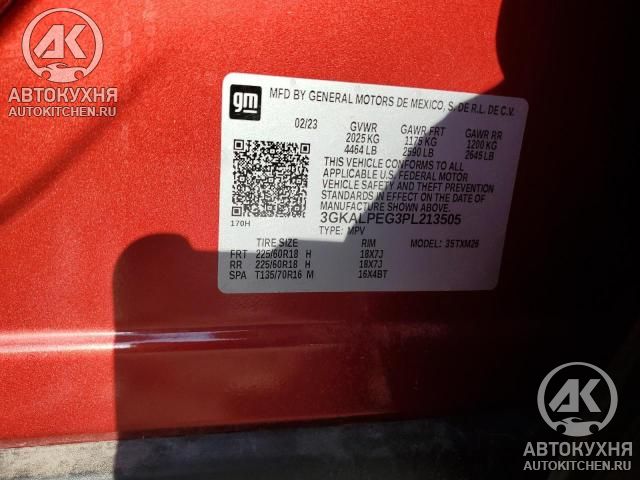 AK
АВТОКУХНЯ
AUTOKITCHEN.RU
gm
MFD BY GENERAL MOTORS DE MEXICO, S. DE R.L. DE C.V.
02/23 GVWR GAWR FRT GAWR RR
2025 KG 1175 KG 1200 KG
4464 LB 2590 LB 2645 LB
THIS VEHICLE CONFORMS TO ALL
APPLICABLE U.S. FEDERAL MOTOR
VEHICLE SAFETY AND THEFT PREVENTION
STANDARDS IN EFFECT ON THE DATE OF
MANUFACTURE SHOWN ABOVE.
3GKALPEG3PL213505
170H
TYPE: MPV MODEL: 35TXM26
TIRE SIZE RIM
FRT 225/60R18 H 18X7J
RR 225/60R18 H 18X7J
SPA T135/70R16 M 16X4BT
AK
АВТОКУХНЯ
AUTOKITCHEN.RU